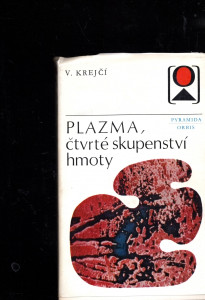 V. KREJČÍ
PYRAMIDA
ORBIS
PLAZMA,
čtvrté skupenství
hmoty